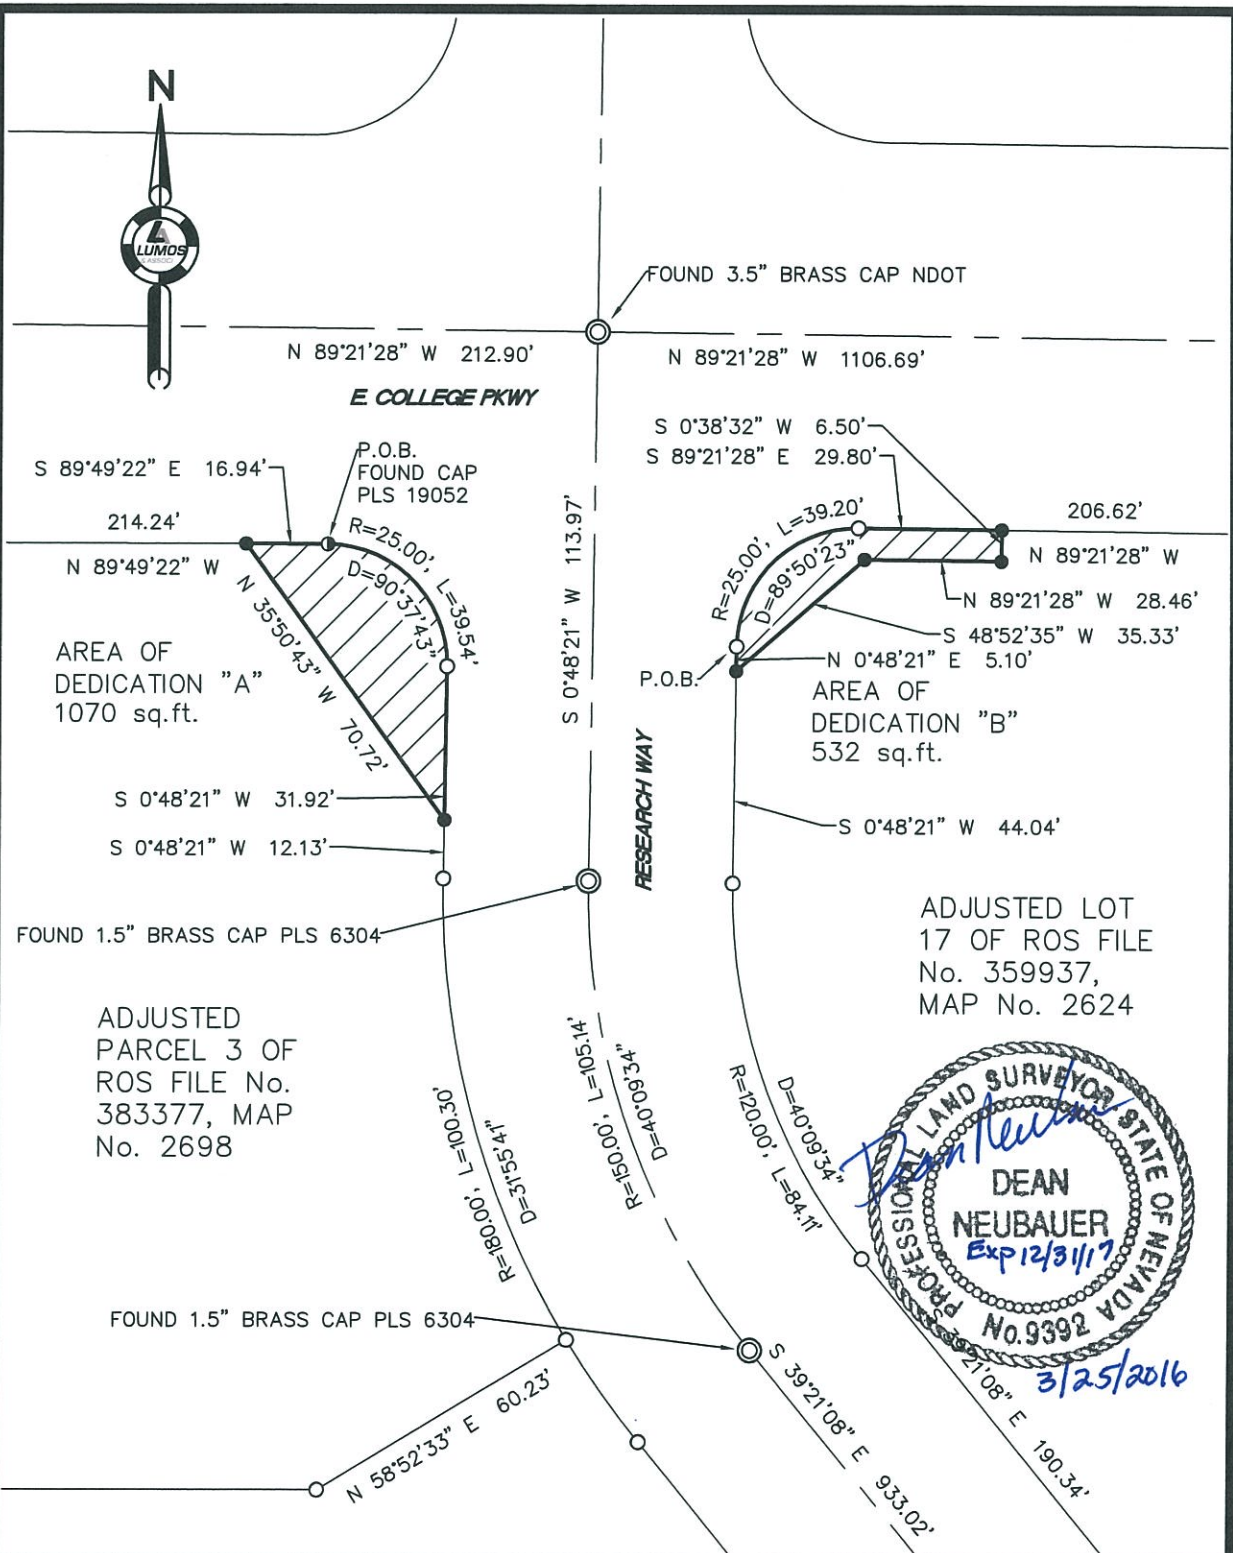 N
LUMOS
& ASSOCI
FOUND 3.5" BRASS CAP NDOT
N 89°21'28" W 212.90'
N 89°21'28" W 1106.69'
E. COLLEGE PKWY
S 0°38'32" W 6.50'
S 89°21'28" E 29.80'
S 89°49'22" E 16.94'
P.O.B.
FOUND CAP
PLS 19052
214.24'
N 89°49'22" W
R=25.00', L=39.54'
D=90°37'43"
N 35°50'43" W 70.72'
S 0°48'21" W 113.97'
R=25.00', L=39.20'
D=89°50'23"
206.62'
N 89°21'28" W
N 89°21'28" W 28.46'
S 48°52'35" W 35.33'
N 0°48'21" E 5.10'
P.O.B.
AREA OF
DEDICATION "A"
1070 sq.ft.
AREA OF
DEDICATION "B"
532 sq.ft.
S 0°48'21" W 31.92'
S 0°48'21" W 12.13'
RESEARCH WAY
S 0°48'21" W 44.04'
FOUND 1.5" BRASS CAP PLS 6304
ADJUSTED LOT
17 OF ROS FILE
No. 359937,
MAP No. 2624
ADJUSTED
PARCEL 3 OF
ROS FILE No.
383377, MAP
No. 2698
R=180.00', L=100.30'
D=31°55'41"
R=150.00', L=105.14'
D=40°09'34"
R=120.00', L=84.11'
D=40°09'34"
PROFESSIONAL LAND SURVEYOR-STATE OF NEVADA
Dean Neubauer
DEAN
NEUBAUER
Exp 12/31/17
No. 9392
3/25/2016
FOUND 1.5" BRASS CAP PLS 6304
N 58°52'33" E 60.23'
S 39°21'08" E 933.02'
S 39°21'08" E 190.34'